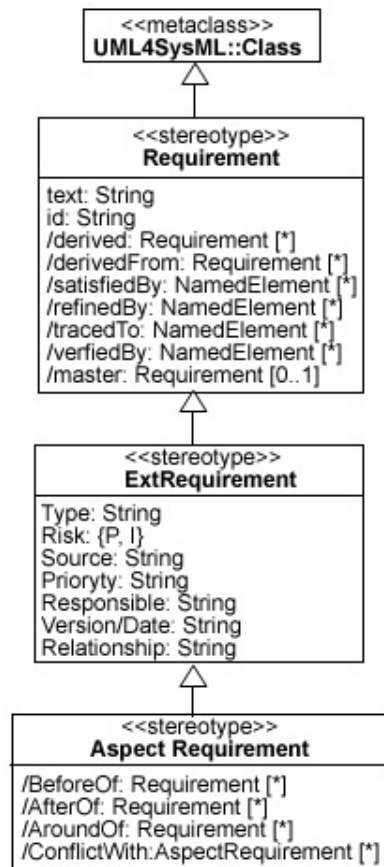 <<metaclass>>
UML4SysML::Class
<<stereotype>>
Requirement
text: String
id: String
/derived: Requirement [*]
/derivedFrom: Requirement [*]
/satisfiedBy: NamedElement [*]
/refinedBy: NamedElement [*]
/tracedTo: NamedElement [*]
/verfiedBy: NamedElement [*]
/master: Requirement [0..1]
<<stereotype>>
ExtRequirement
Type: String
Risk: {P, I}
Source: String
Prioryty: String
Responsible: String
Version/Date: String
Relationship: String
<<stereotype>>
Aspect Requirement
/BeforeOf: Requirement [*]
/AfterOf: Requirement [*]
/AroundOf: Requirement [*]
/ConflictWith:AspectRequirement [*]